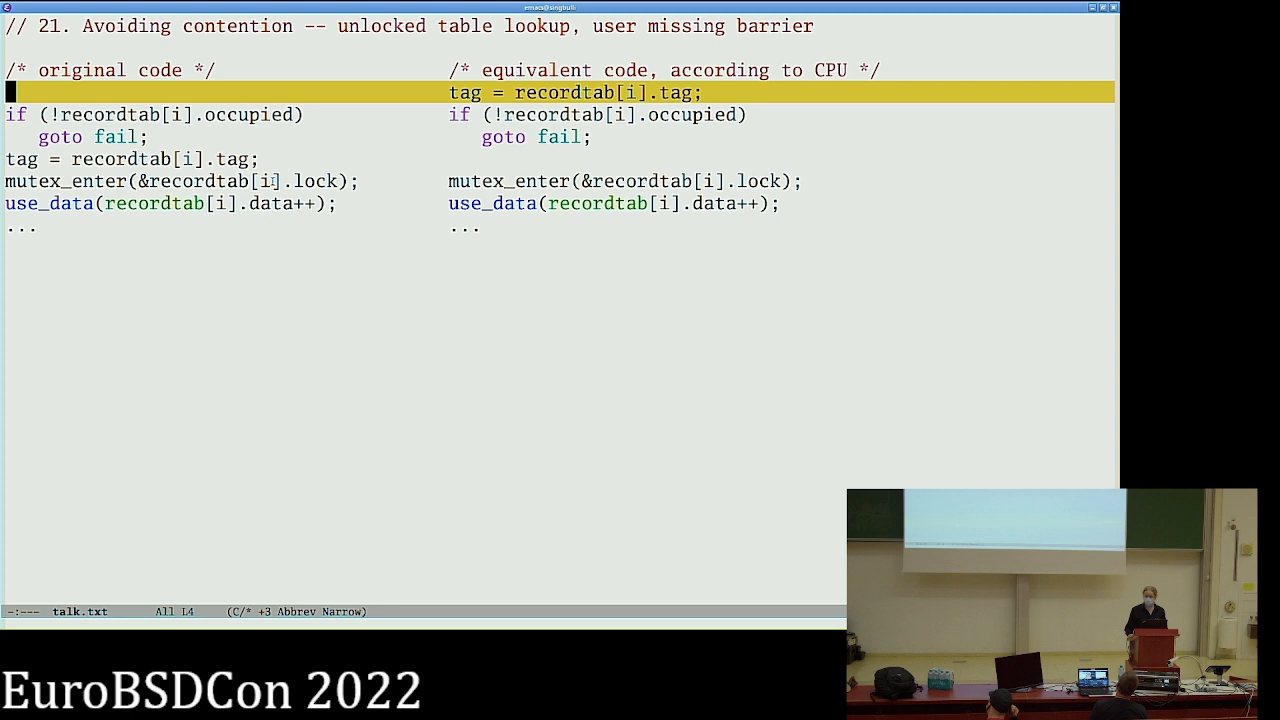 emacs@singbulli
// 21. Avoiding contention -- unlocked table lookup, user missing barrier
/* original code */ /* equivalent code, according to CPU */
tag = recordtab[i].tag;
if (!recordtab[i].occupied) if (!recordtab[i].occupied)
goto fail; goto fail;
tag = recordtab[i].tag;
mutex_enter(&recordtab[i].lock); mutex_enter(&recordtab[i].lock);
use_data(recordtab[i].data++); use_data(recordtab[i].data++);
... ...
-:--- talk.txt All L4 (C/* +3 Abbrev Narrow)
EuroBSDCon 2022